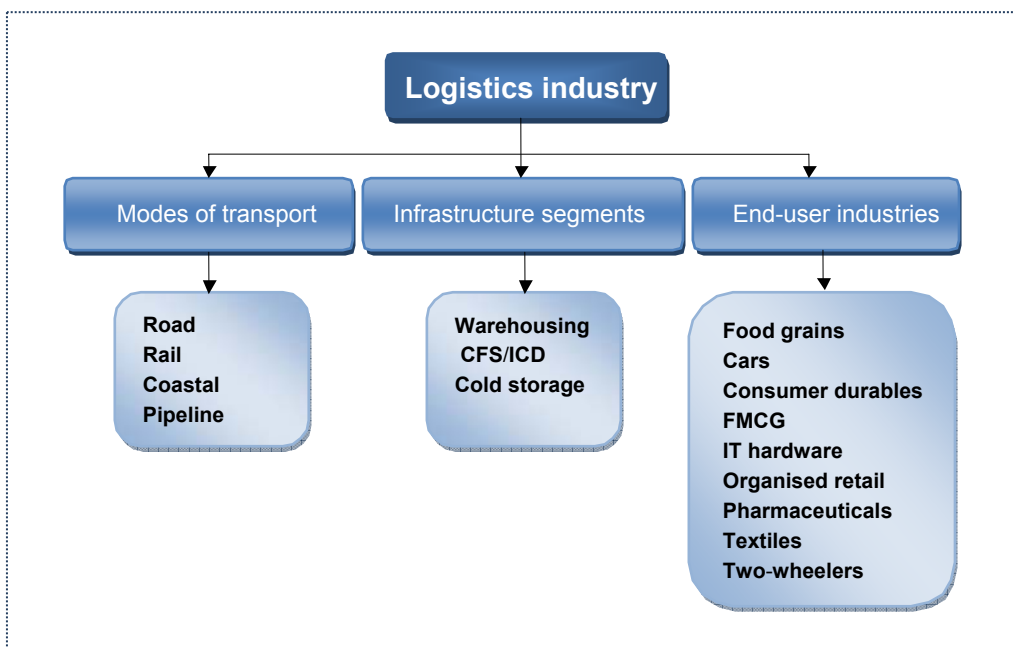 Logistics industry
Modes of transport
Infrastructure segments
End-user industries
Road
Rail
Coastal
Pipeline
Warehousing
CFS/ICD
Cold storage
Food grains
Cars
Consumer durables
FMCG
IT hardware
Organised retail
Pharmaceuticals
Textiles
Two-wheelers